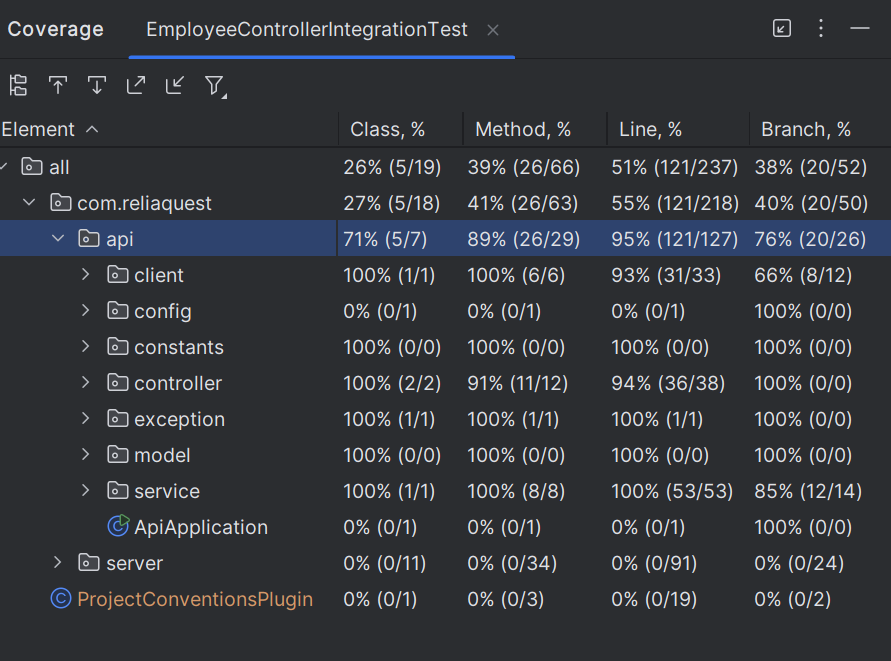 Coverage EmployeeControllerIntegrationTest
Element Class, % Method, % Line, % Branch, %
all 26% (5/19) 39% (26/66) 51% (121/237) 38% (20/52)
com.reliaquest 27% (5/18) 41% (26/63) 55% (121/218) 40% (20/50)
api 71% (5/7) 89% (26/29) 95% (121/127) 76% (20/26)
client 100% (1/1) 100% (6/6) 93% (31/33) 66% (8/12)
config 0% (0/1) 0% (0/1) 0% (0/1) 100% (0/0)
constants 100% (0/0) 100% (0/0) 100% (0/0) 100% (0/0)
controller 100% (2/2) 91% (11/12) 94% (36/38) 100% (0/0)
exception 100% (1/1) 100% (1/1) 100% (1/1) 100% (0/0)
model 100% (0/0) 100% (0/0) 100% (0/0) 100% (0/0)
service 100% (1/1) 100% (8/8) 100% (53/53) 85% (12/14)
ApiApplication 0% (0/1) 0% (0/1) 0% (0/1) 100% (0/0)
server 0% (0/11) 0% (0/34) 0% (0/91) 0% (0/24)
ProjectConventionsPlugin 0% (0/1) 0% (0/3) 0% (0/19) 0% (0/2)